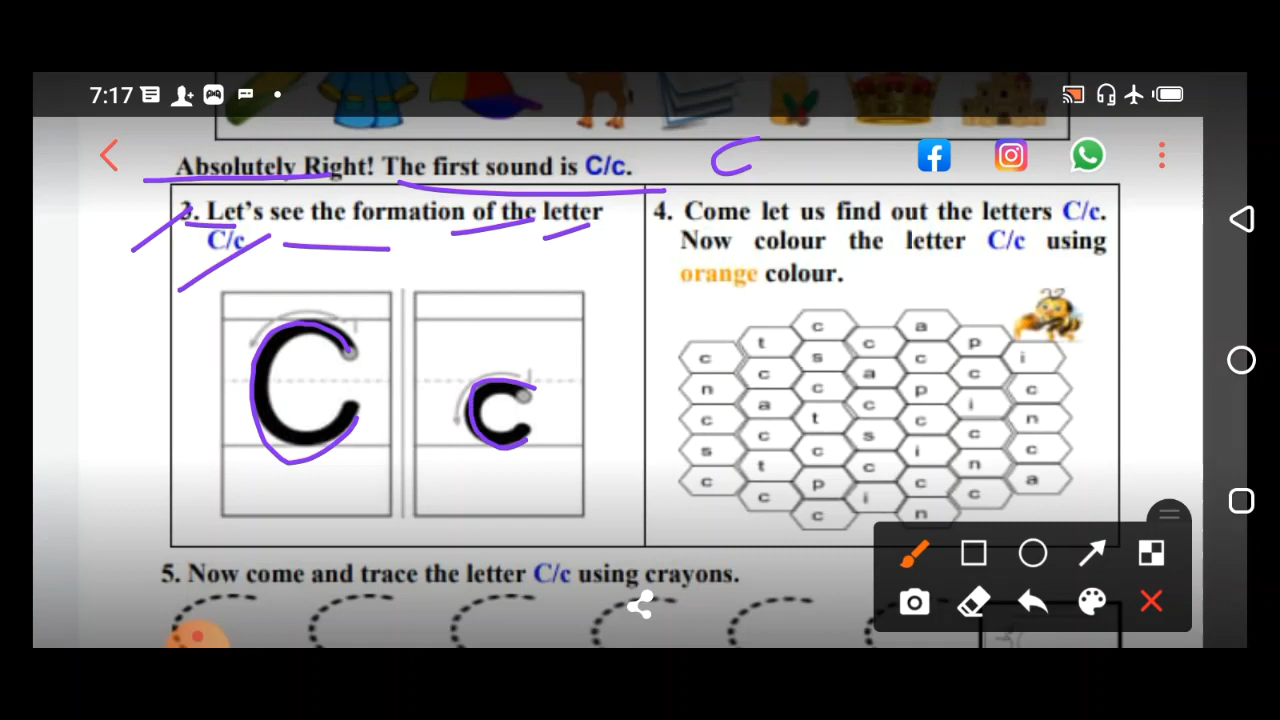 7:17
Absolutely Right! The first sound is C/c.
C
3. Let's see the formation of the letter
C/c
C
c
4. Come let us find out the letters C/c.
Now colour the letter C/c using
orange colour.
c n c s c
t c a c t c
c s c t c p c
c a c s c i
a c p c i c n
p c i c n c
i c n c a
5. Now come and trace the letter C/c using crayons.
C C C C C C